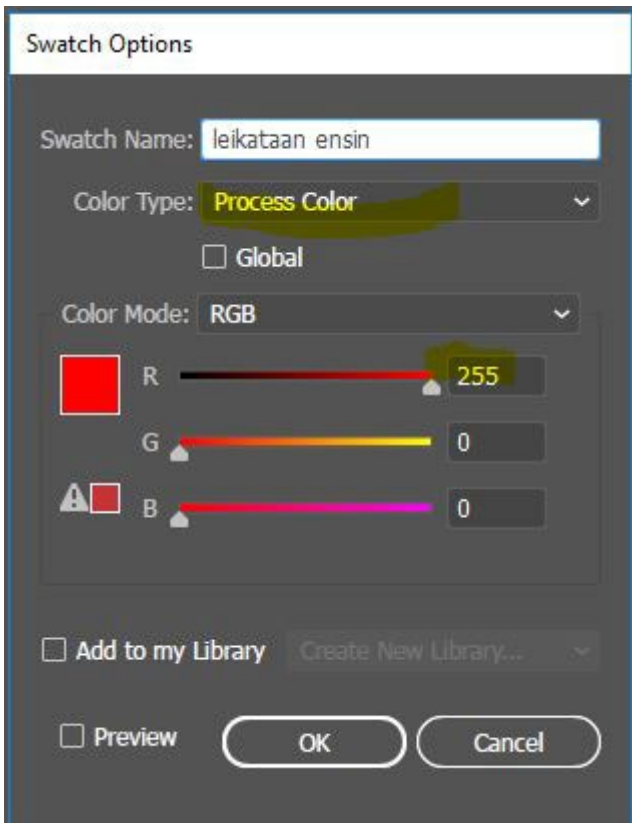 Swatch Options
Swatch Name: leikataan ensin
Color Type: Process Color
Global
Color Mode: RGB
R 255
G 0
B 0
Add to my Library Create New Library...
Preview OK Cancel